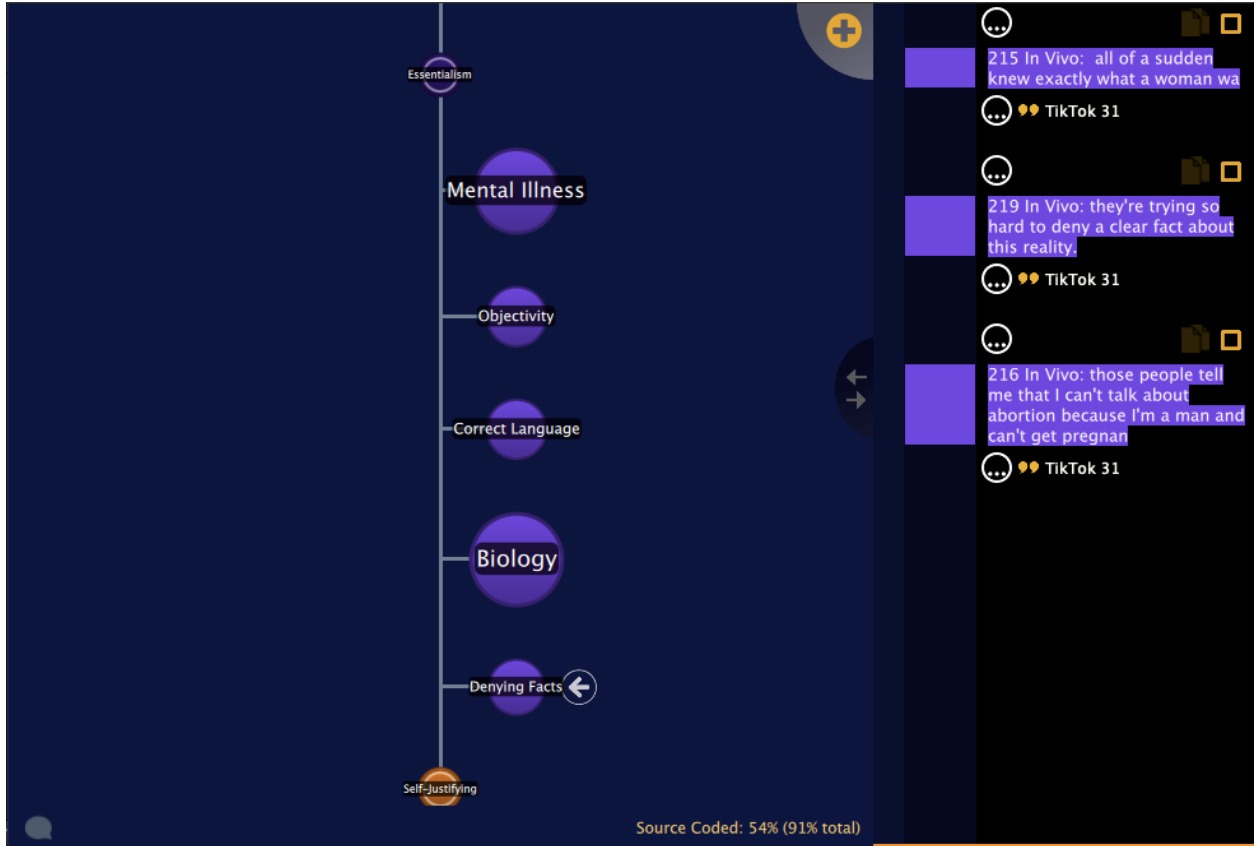 Essentialism
Mental Illness
Objectivity
Correct Language
Biology
Denying Facts
Self-Justifying
Source Coded: 54% (91% total)
215 In Vivo:  all of a sudden
knew exactly what a woman wa
TikTok 31
219 In Vivo: they're trying so
hard to deny a clear fact about
this reality.
TikTok 31
216 In Vivo: those people tell
me that I can't talk about
abortion because I'm a man and
can't get pregnan
TikTok 31